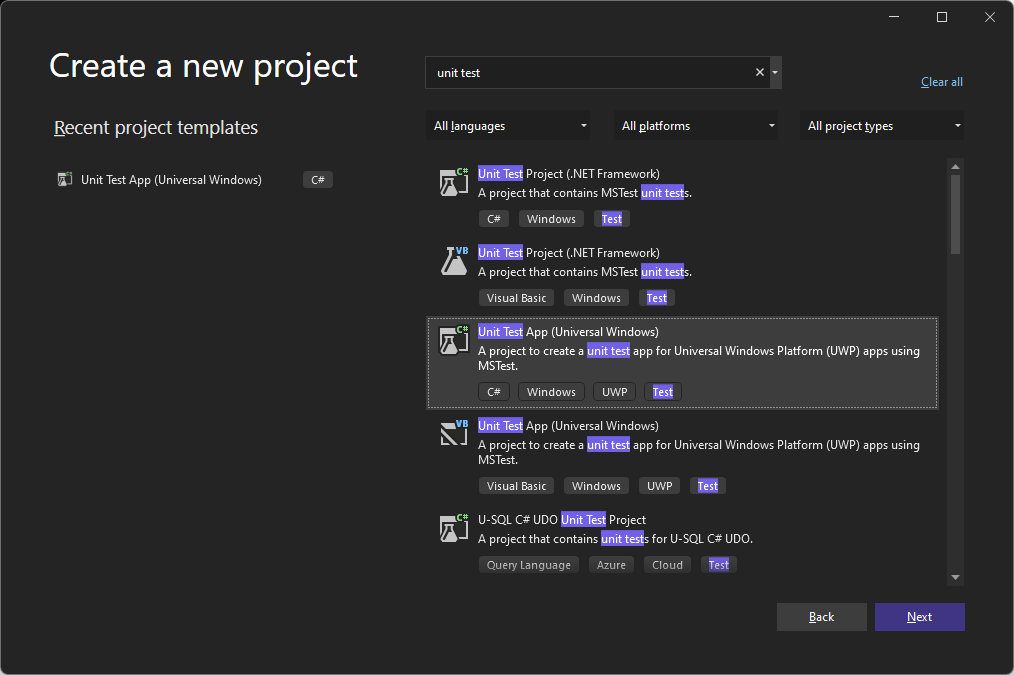 Create a new project
unit test
Clear all
All languages
All platforms
All project types
Recent project templates
Unit Test App (Universal Windows) C#
C#
Unit Test Project (.NET Framework)
A project that contains MSTest unit tests.
C# Windows Test
VB
Unit Test Project (.NET Framework)
A project that contains MSTest unit tests.
Visual Basic Windows Test
C#
Unit Test App (Universal Windows)
A project to create a unit test app for Universal Windows Platform (UWP) apps using
MSTest.
C# Windows UWP Test
VB
Unit Test App (Universal Windows)
A project to create a unit test app for Universal Windows Platform (UWP) apps using
MSTest.
Visual Basic Windows UWP Test
C#
U-SQL C# UDO Unit Test Project
A project that contains unit tests for U-SQL C# UDO.
Query Language Azure Cloud Test
Back
Next